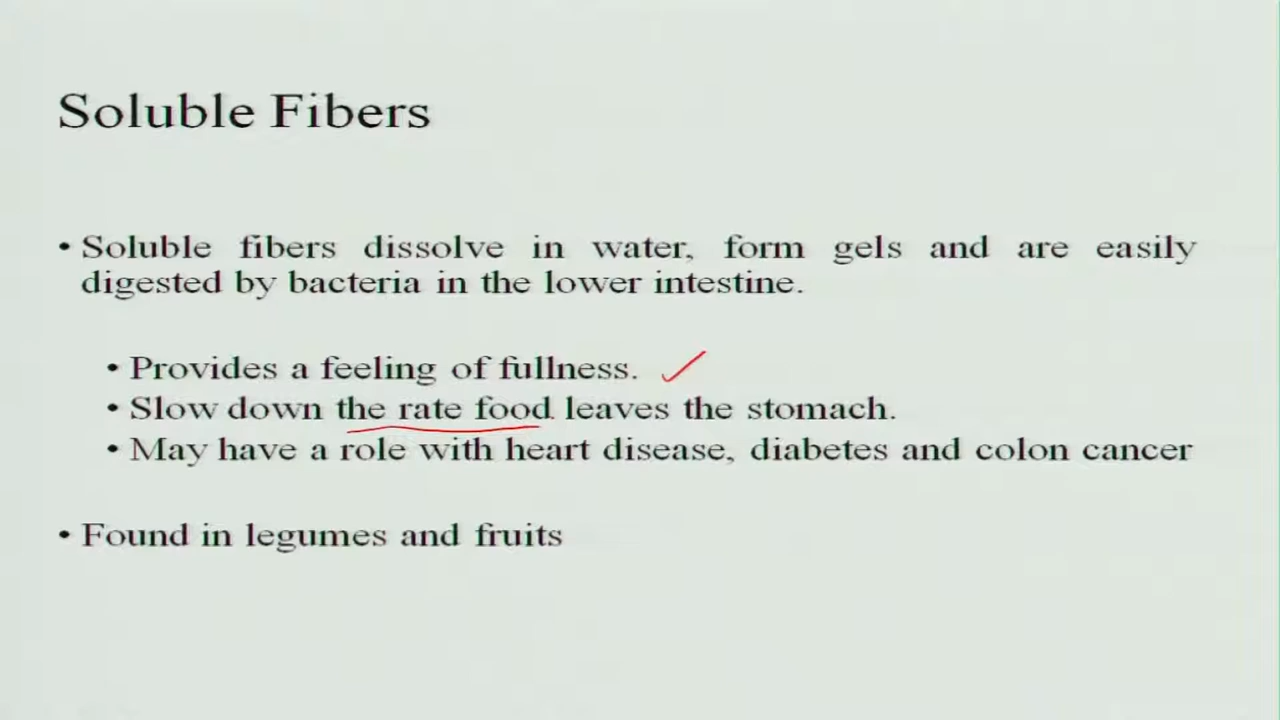 Soluble Fibers
• Soluble fibers dissolve in water, form gels and are easily
digested by bacteria in the lower intestine.
• Provides a feeling of fullness.
• Slow down the rate food leaves the stomach.
• May have a role with heart disease, diabetes and colon cancer
• Found in legumes and fruits